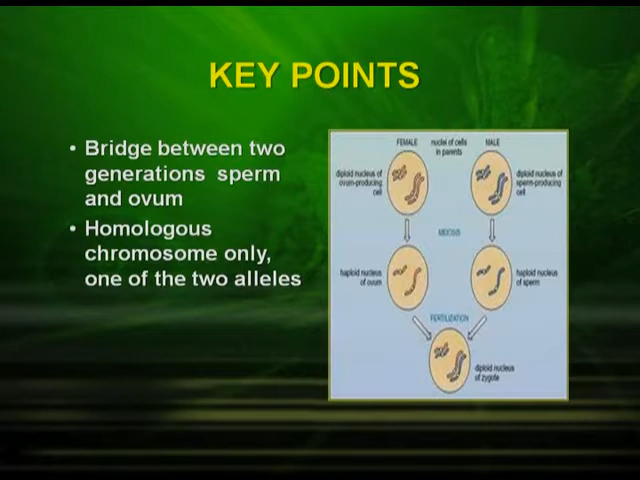 KEY POINTS
• Bridge between two
generations sperm
and ovum
• Homologous
chromosome only,
one of the two alleles
FEMALE
nuclei of cells
in parents
MALE
diploid nucleus of
ovum-producing
cell
diploid nucleus of
sperm-producing
cell
MEIOSIS
haploid nucleus
of ovum
haploid nucleus
of sperm
FERTILIZATION
diploid nucleus
of zygote